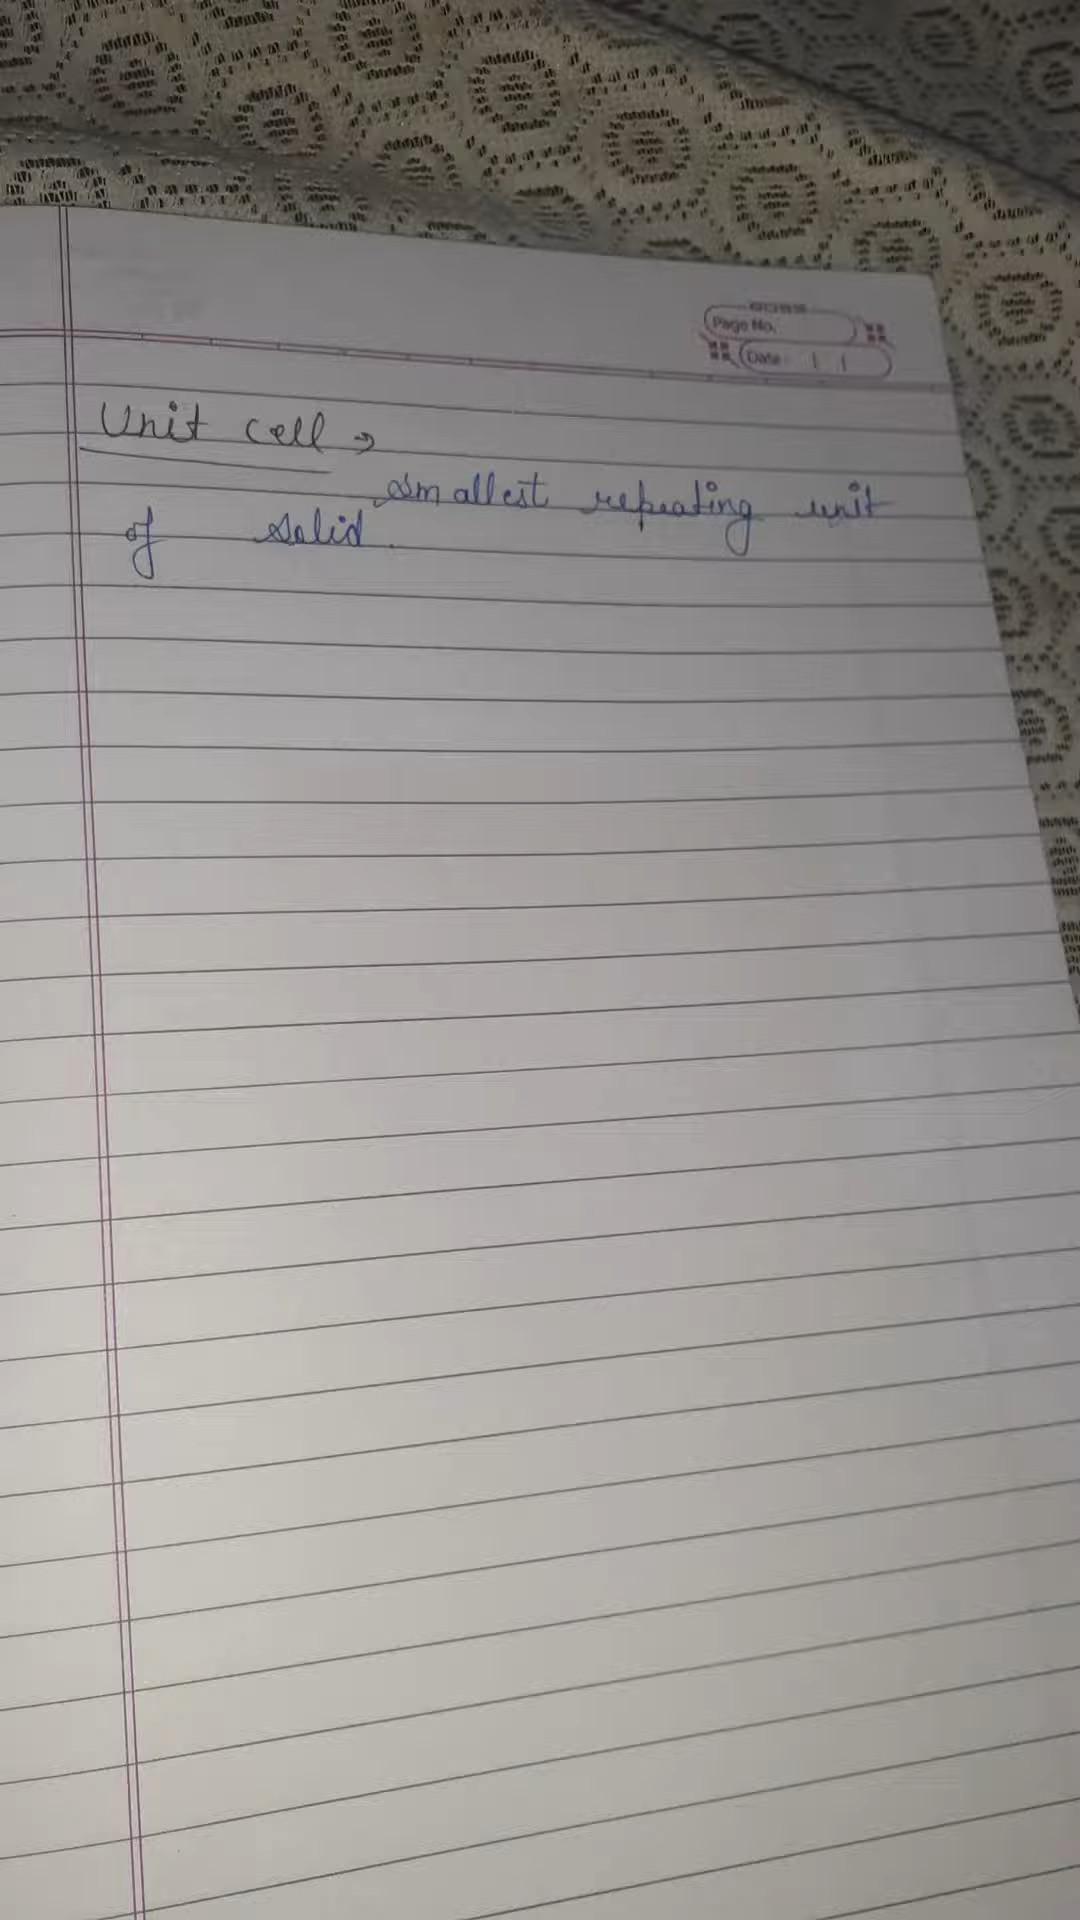 Page No.
Date
Unit cell →
smallest repeating unit
of solid.